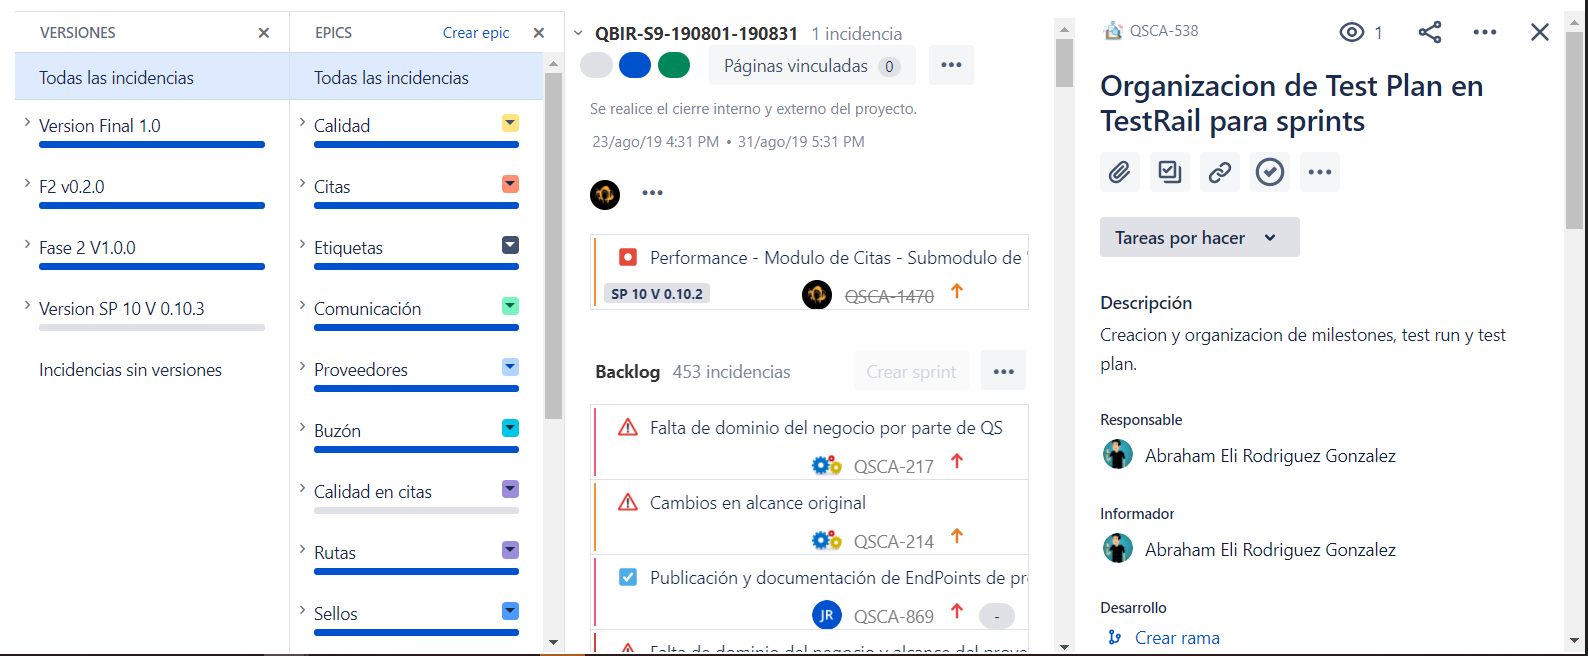 VERSIONES
Todas las incidencias
Version Final 1.0
F2 v0.2.0
Fase 2 V1.0.0
Version SP 10 V 0.10.3
Incidencias sin versiones
EPICS
Crear epic
Todas las incidencias
Calidad
Citas
Etiquetas
Comunicación
Proveedores
Buzón
Calidad en citas
Rutas
Sellos
QBIR-S9-190801-190831 1 incidencia
Páginas vinculadas 0
Se realice el cierre interno y externo del proyecto.
23/ago/19 4:31 PM • 31/ago/19 5:31 PM
Performance - Modulo de Citas - Submodulo de
SP 10 V 0.10.2
QSCA-1470
Backlog 453 incidencias
Crear sprint
Falta de dominio del negocio por parte de QS
QSCA-217
Cambios en alcance original
QSCA-214
Publicación y documentación de EndPoints de pr
JR
QSCA-869
-
Falta de dominio del negocio y alcance del proye
QSCA-538
1
Organizacion de Test Plan en
TestRail para sprints
Tareas por hacer
Descripción
Creacion y organizacion de milestones, test run y test
plan.
Responsable
Abraham Eli Rodriguez Gonzalez
Informador
Abraham Eli Rodriguez Gonzalez
Desarrollo
Crear rama